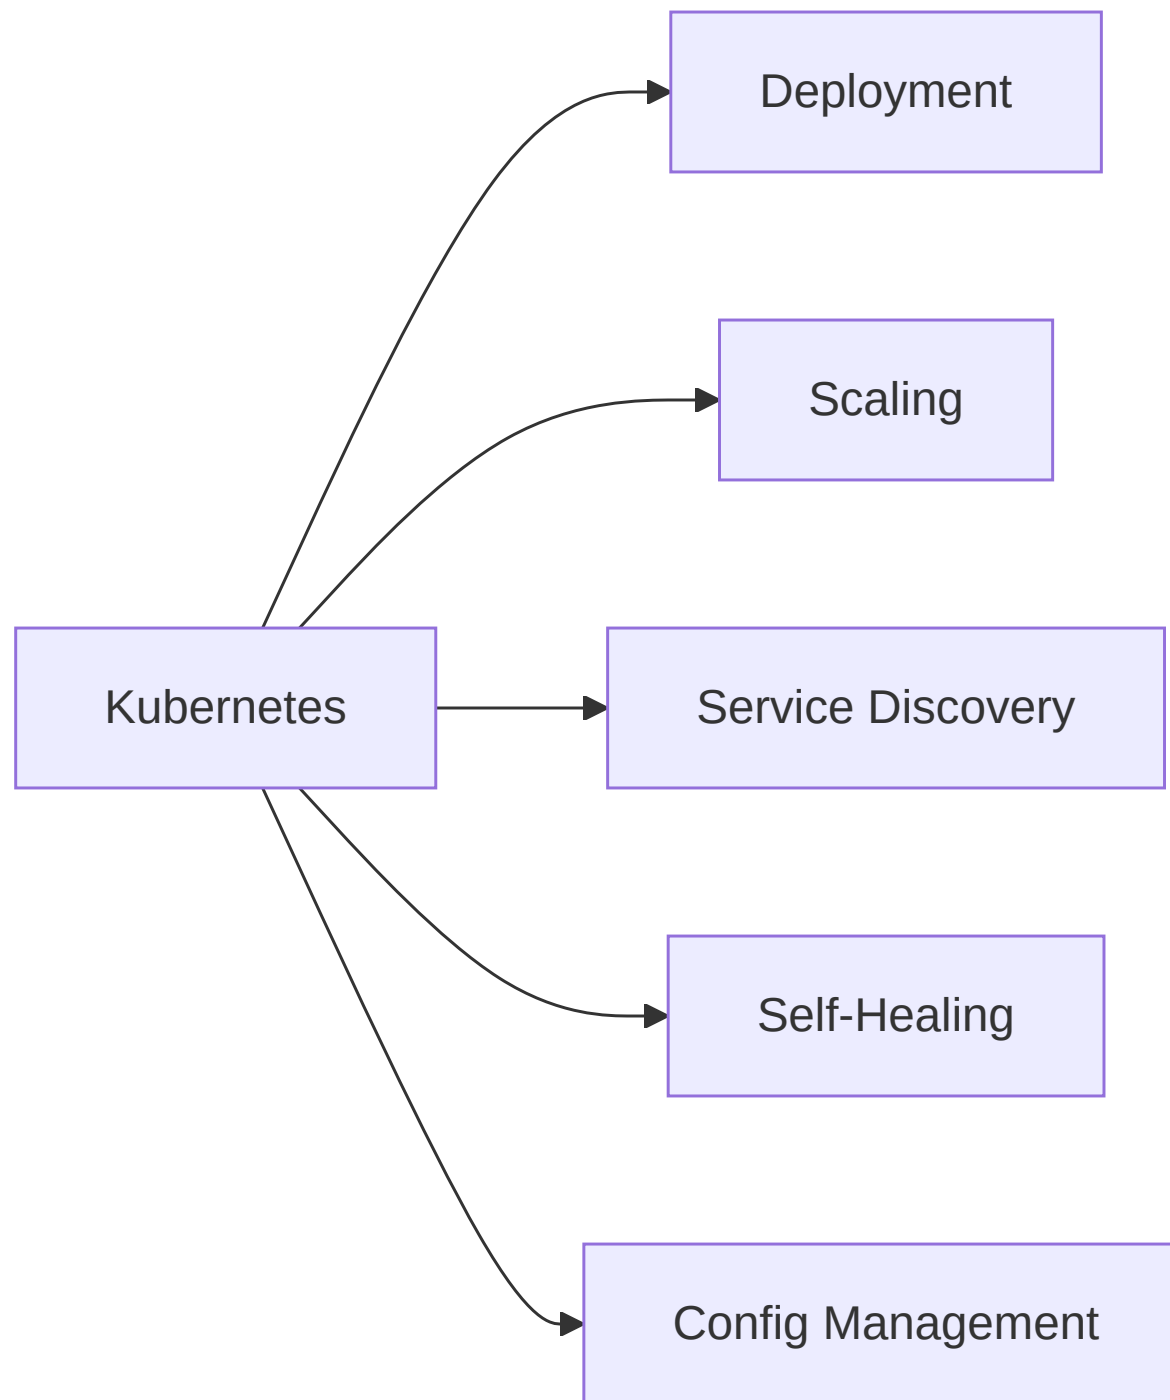 Deployment
Scaling
Kubernetes
Service Discovery
Self-Healing
Config Management